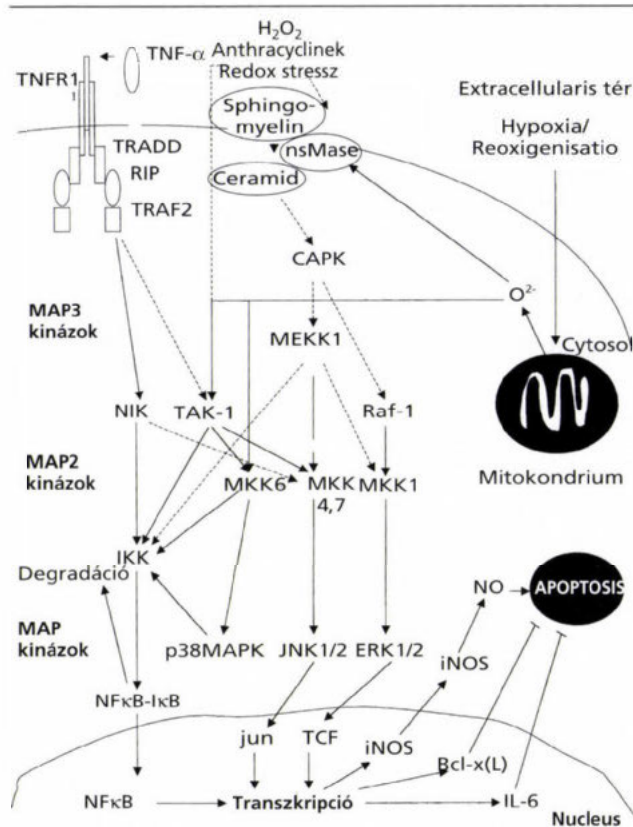 H2O2
TNF-α Anthracyclinek
TNFR1 Redox stressz
1
Sphingo-
myelin
Extracellularis tér
Hypoxia/
Reoxigenisatio
TRADD
nsMase
RIP
Ceramid
TRAF2
CAPK
O2-
MAP3
kinázok
MEKK1
Cytosol
NIK TAK-1 Raf-1
MAP2
kinázok
Mitokondrium
MKK6 MKK MKK1
4,7
IKK
Degradáció
NO APOPTOSIS
MAP
kinázok
p38MAPK JNK1/2 ERK1/2 iNOS
NFκB-IκB
jun TCF iNOS
Bcl-x(L)
NFκB Transzkripció IL-6
Nucleus